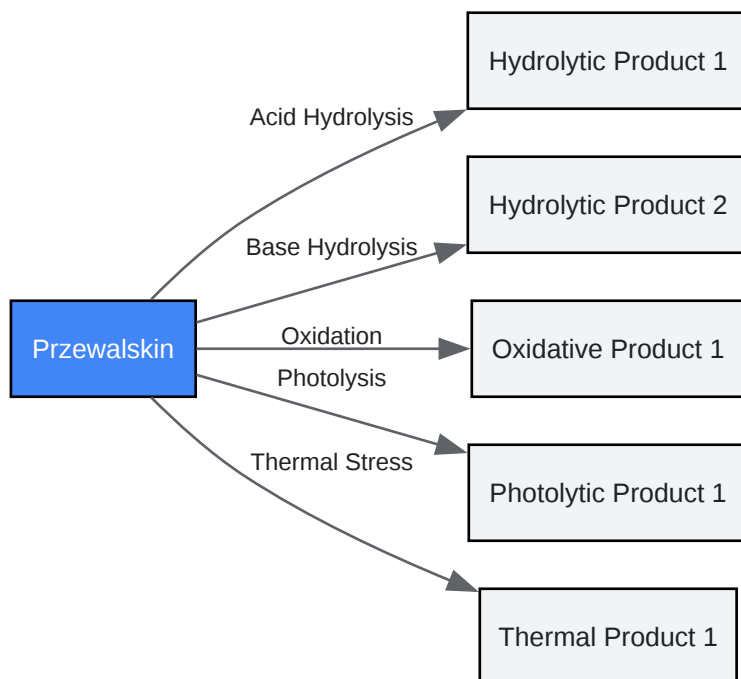 Hydrolytic Product 1
Acid Hydrolysis
Hydrolytic Product 2
Base Hydrolysis
Przewalskin
Oxidation
Oxidative Product 1
Photolysis
Thermal Stress
Photolytic Product 1
Thermal Product 1